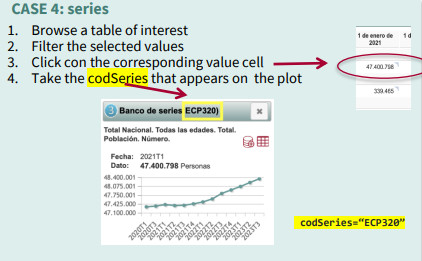 CASE 4: series
1. Browse a table of interest
2. Filter the selected values
3. Click con the corresponding value cell
4. Take the codSeries that appears on the plot
1 de enero de 2021
1 d
47.400.798
339.465
3 Banco de series ECP320)
Total Nacional. Todas las edades. Total.
Población. Número.
Fecha: 2021T1
Dato: 47.400.798 Personas
48.400.001
48.075.001
47.750.001
47.425.001
47.100.000
codSeries="ECP320"